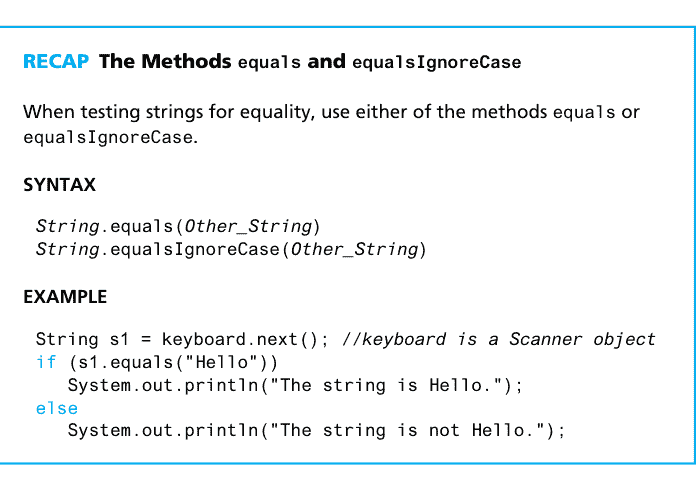 RECAP The Methods equals and equalsIgnoreCase
When testing strings for equality, use either of the methods equals or
equalsIgnoreCase.
SYNTAX
String.equals(Other_String)
String.equalsIgnoreCase(Other_String)
EXAMPLE
String s1 = keyboard.next(); //keyboard is a Scanner object
if (s1.equals("Hello"))
System.out.println("The string is Hello.");
else
System.out.println("The string is not Hello.");